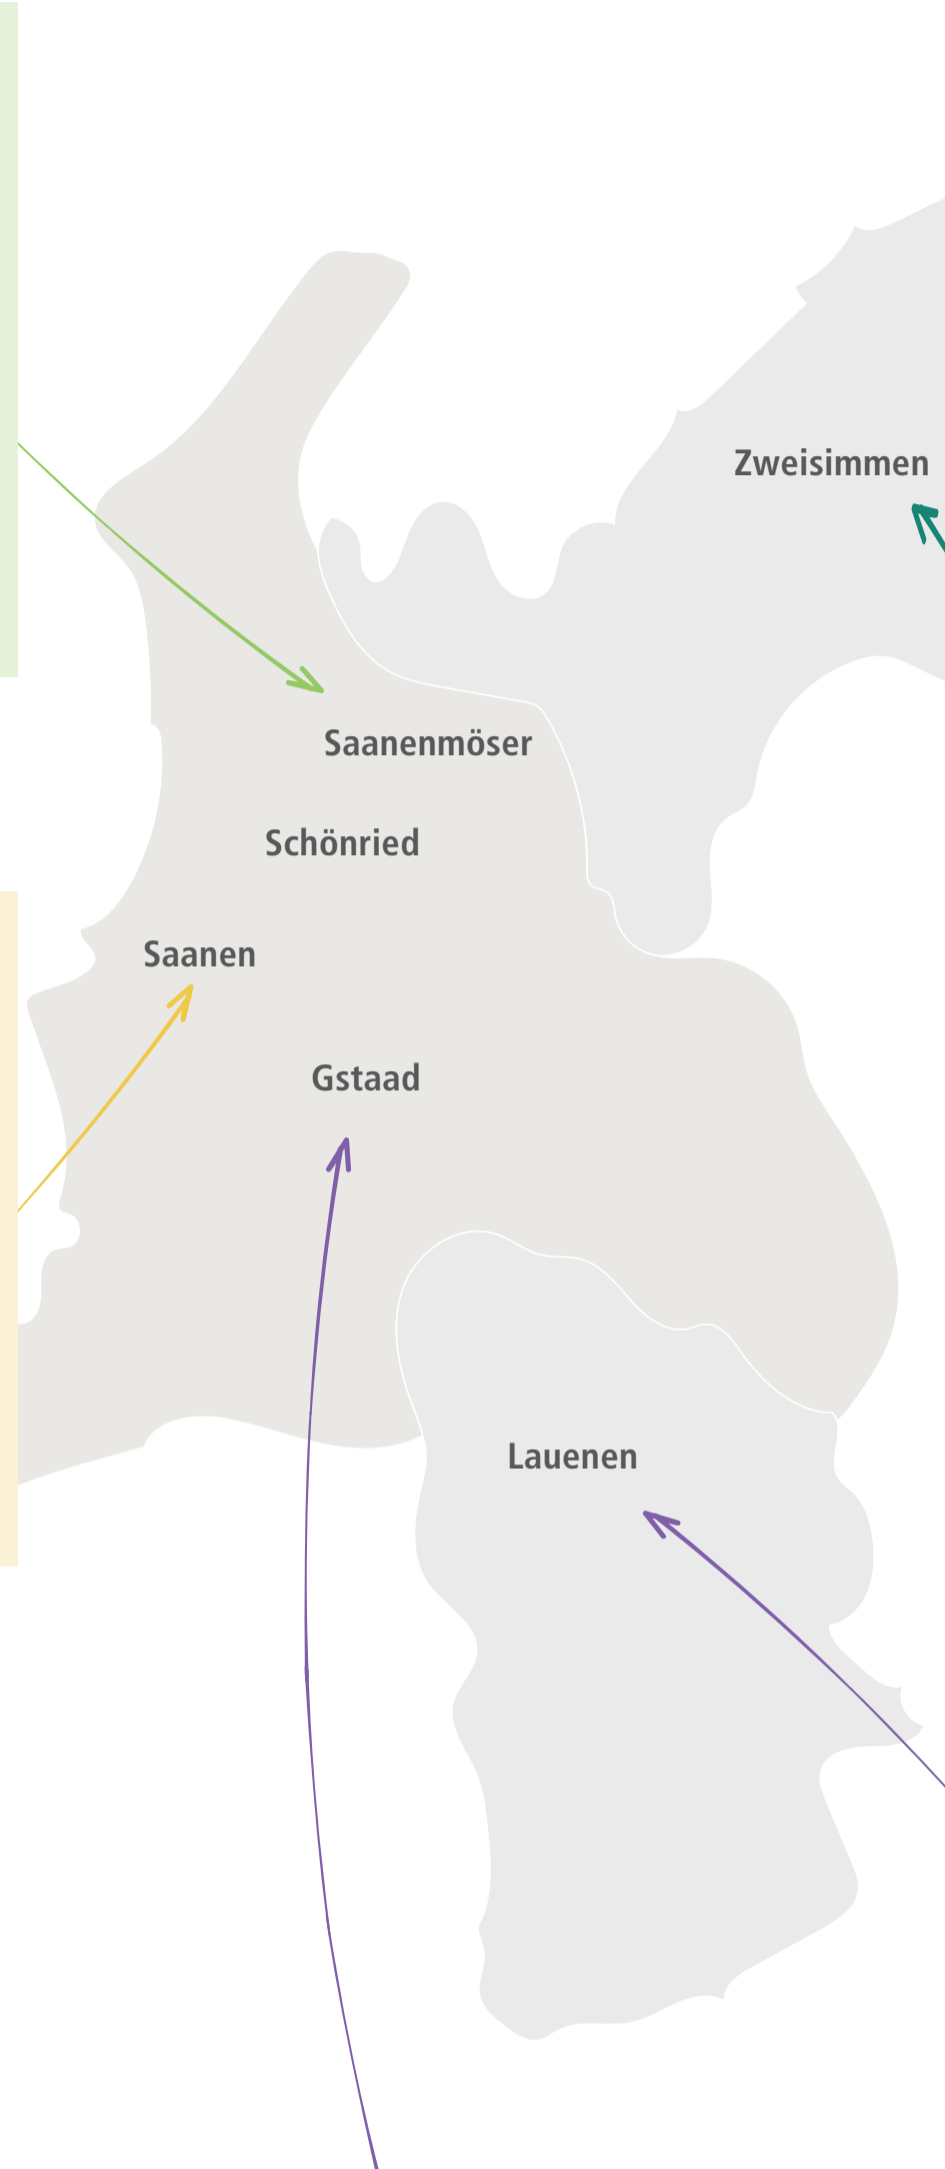 Zweisimmen
Saanenmöser
Schönried
Saanen
Gstaad
Lauenen